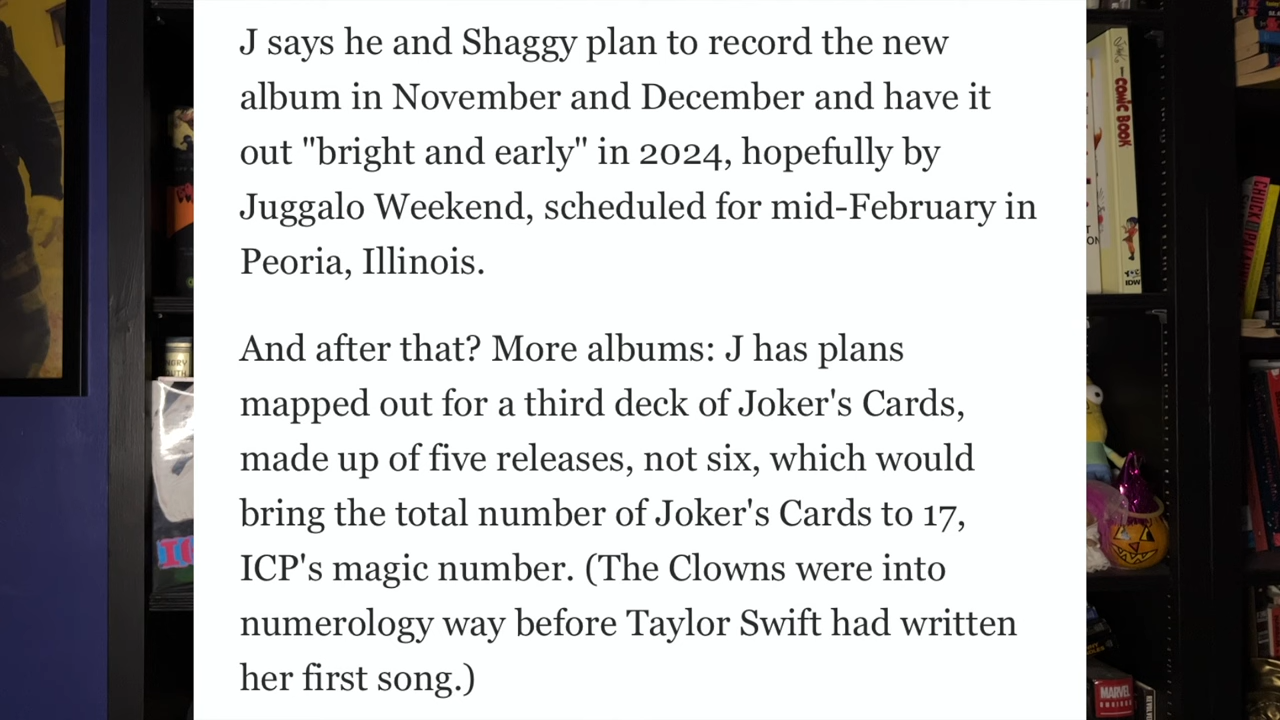 J says he and Shaggy plan to record the new
album in November and December and have it
out "bright and early" in 2024, hopefully by
Juggalo Weekend, scheduled for mid-February in
Peoria, Illinois.
And after that? More albums: J has plans
mapped out for a third deck of Joker's Cards,
made up of five releases, not six, which would
bring the total number of Joker's Cards to 17,
ICP's magic number. (The Clowns were into
numerology way before Taylor Swift had written
her first song.)
COMIC BOOK
IDW
MARVEL
OMNIBUS